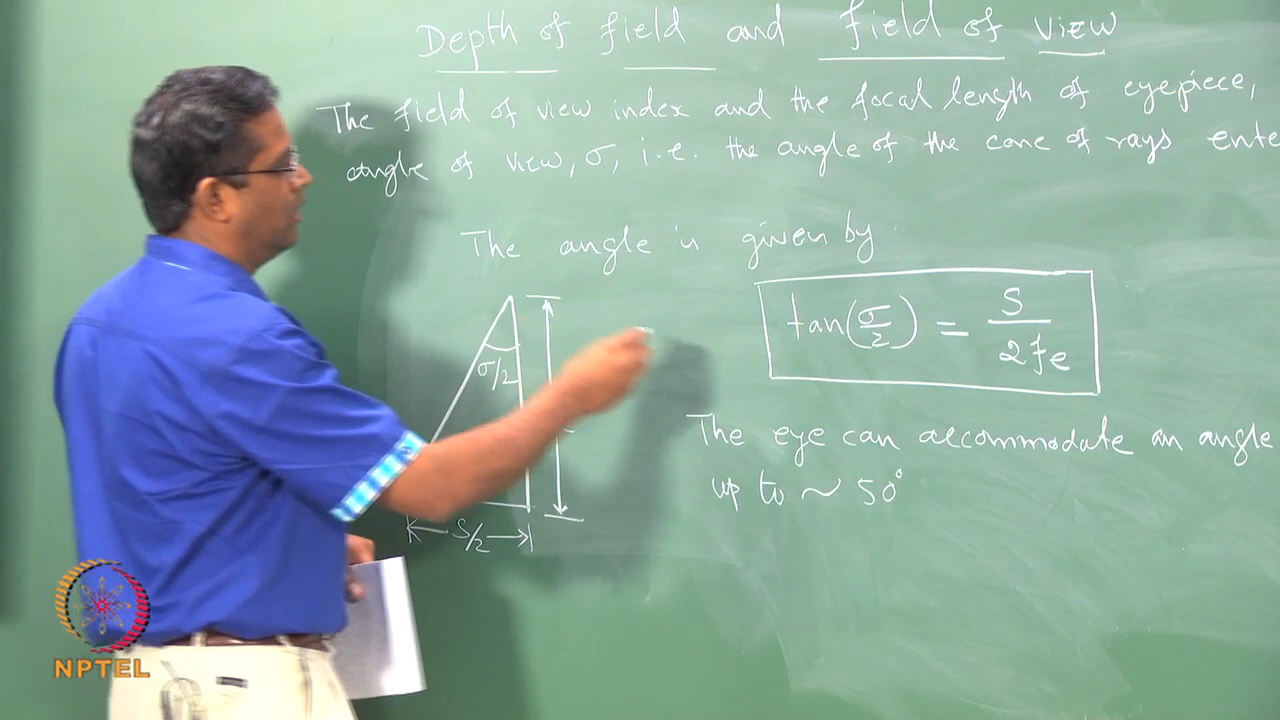 Depth of field and field of view
The field of view index and the focal length of eyepiece,
angle of view, σ, i.e. the angle of the cone of rays ente
The angle is given by
tan(σ/2) = S/2fe
σ/2
S/2
The eye can accommodate an angle
up to ~ 50°
NPTEL